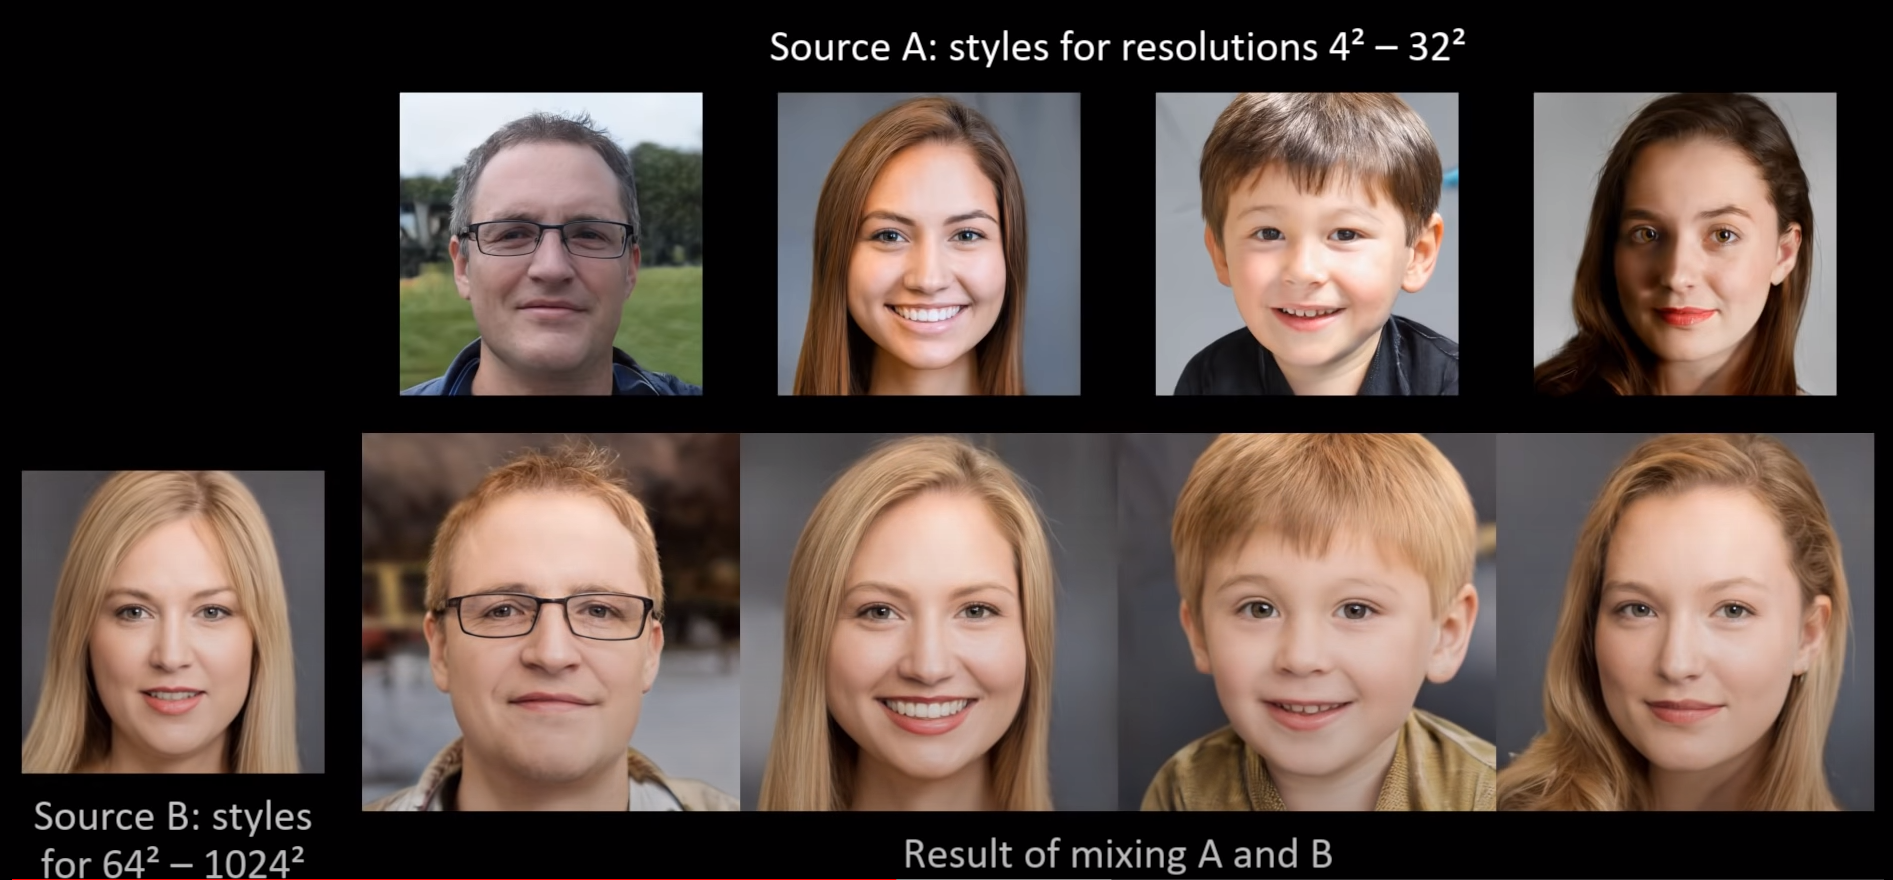 Source A: styles for resolutions 4² – 32²
Source B: styles
for 64² – 1024²
Result of mixing A and B